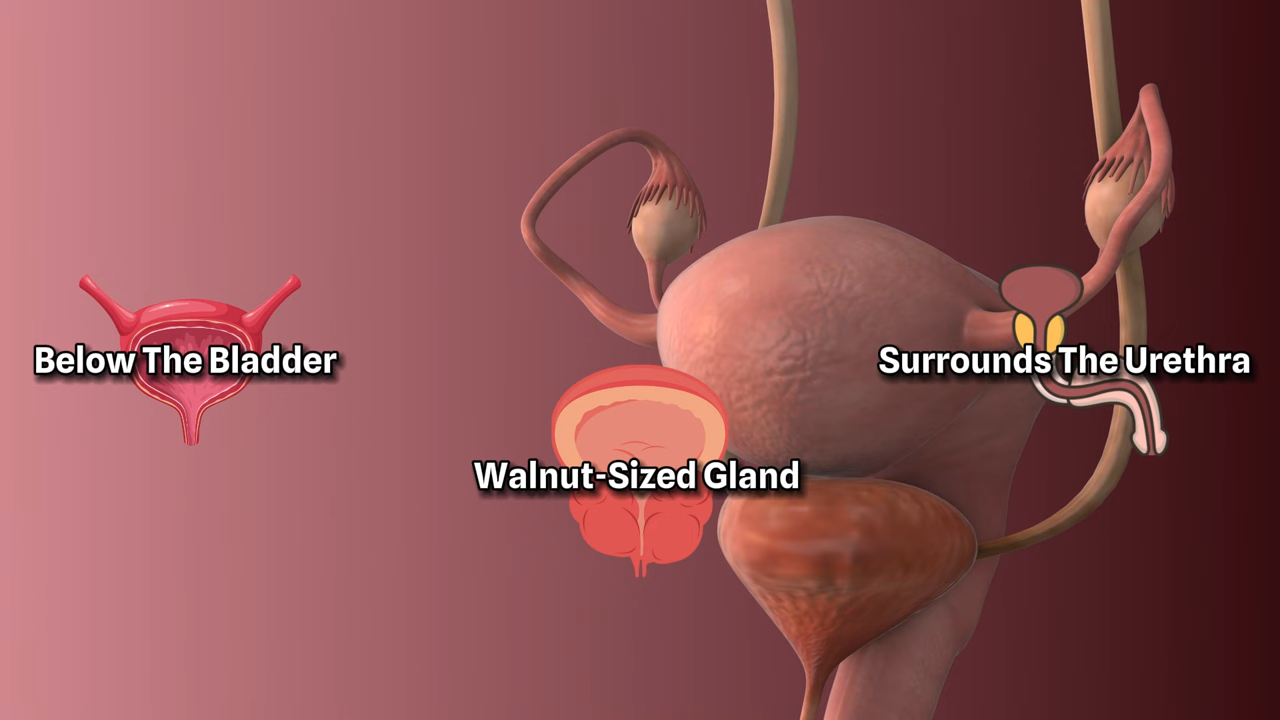 Below The Bladder
Walnut-Sized Gland
Surrounds The Urethra